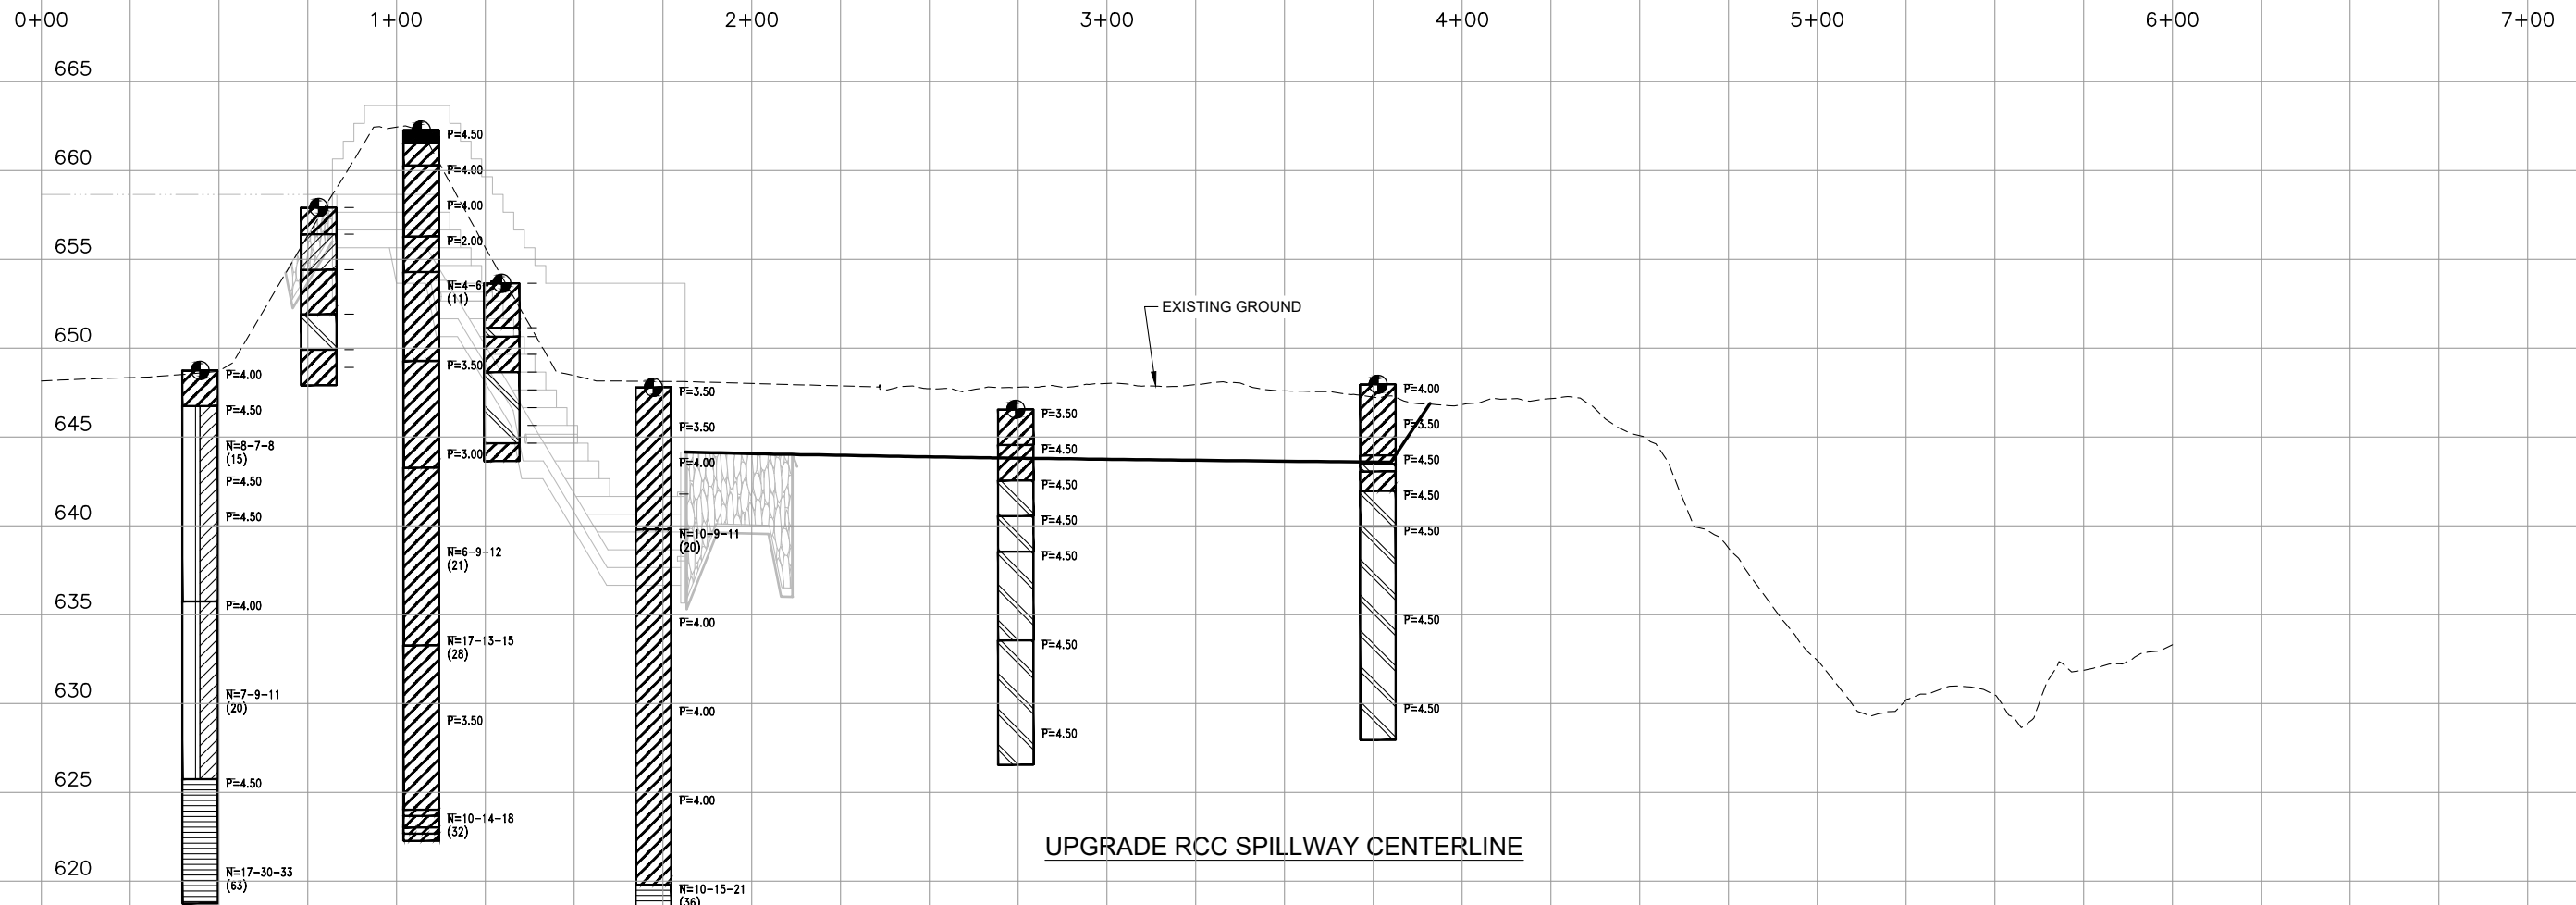 0+00 1+00 2+00 3+00 4+00 5+00 6+00 7+00
665
660
655
650
645
640
635
630
625
620
P=4.00
P=4.50
N=8-7-8
(15)
P=4.50
P=4.50
P=4.00
N=7-9-11
(20)
P=4.50
N=17-30-33
(63)
P=4.50
P=4.00
P=4.00
P=2.00
N=4-6
(11)
P=3.50
P=3.00
N=6-9-12
(21)
N=17-13-15
(28)
P=3.50
N=10-14-18
(32)
P=3.50
P=3.50
P=4.00
N=10-9-11
(20)
P=4.00
P=4.00
P=4.00
N=10-15-21
(36)
P=3.50
P=4.50
P=4.50
P=4.50
P=4.50
P=4.50
P=4.50
EXISTING GROUND
P=4.00
P=3.50
P=4.50
P=4.50
P=4.50
P=4.50
P=4.50
UPGRADE RCC SPILLWAY CENTERLINE